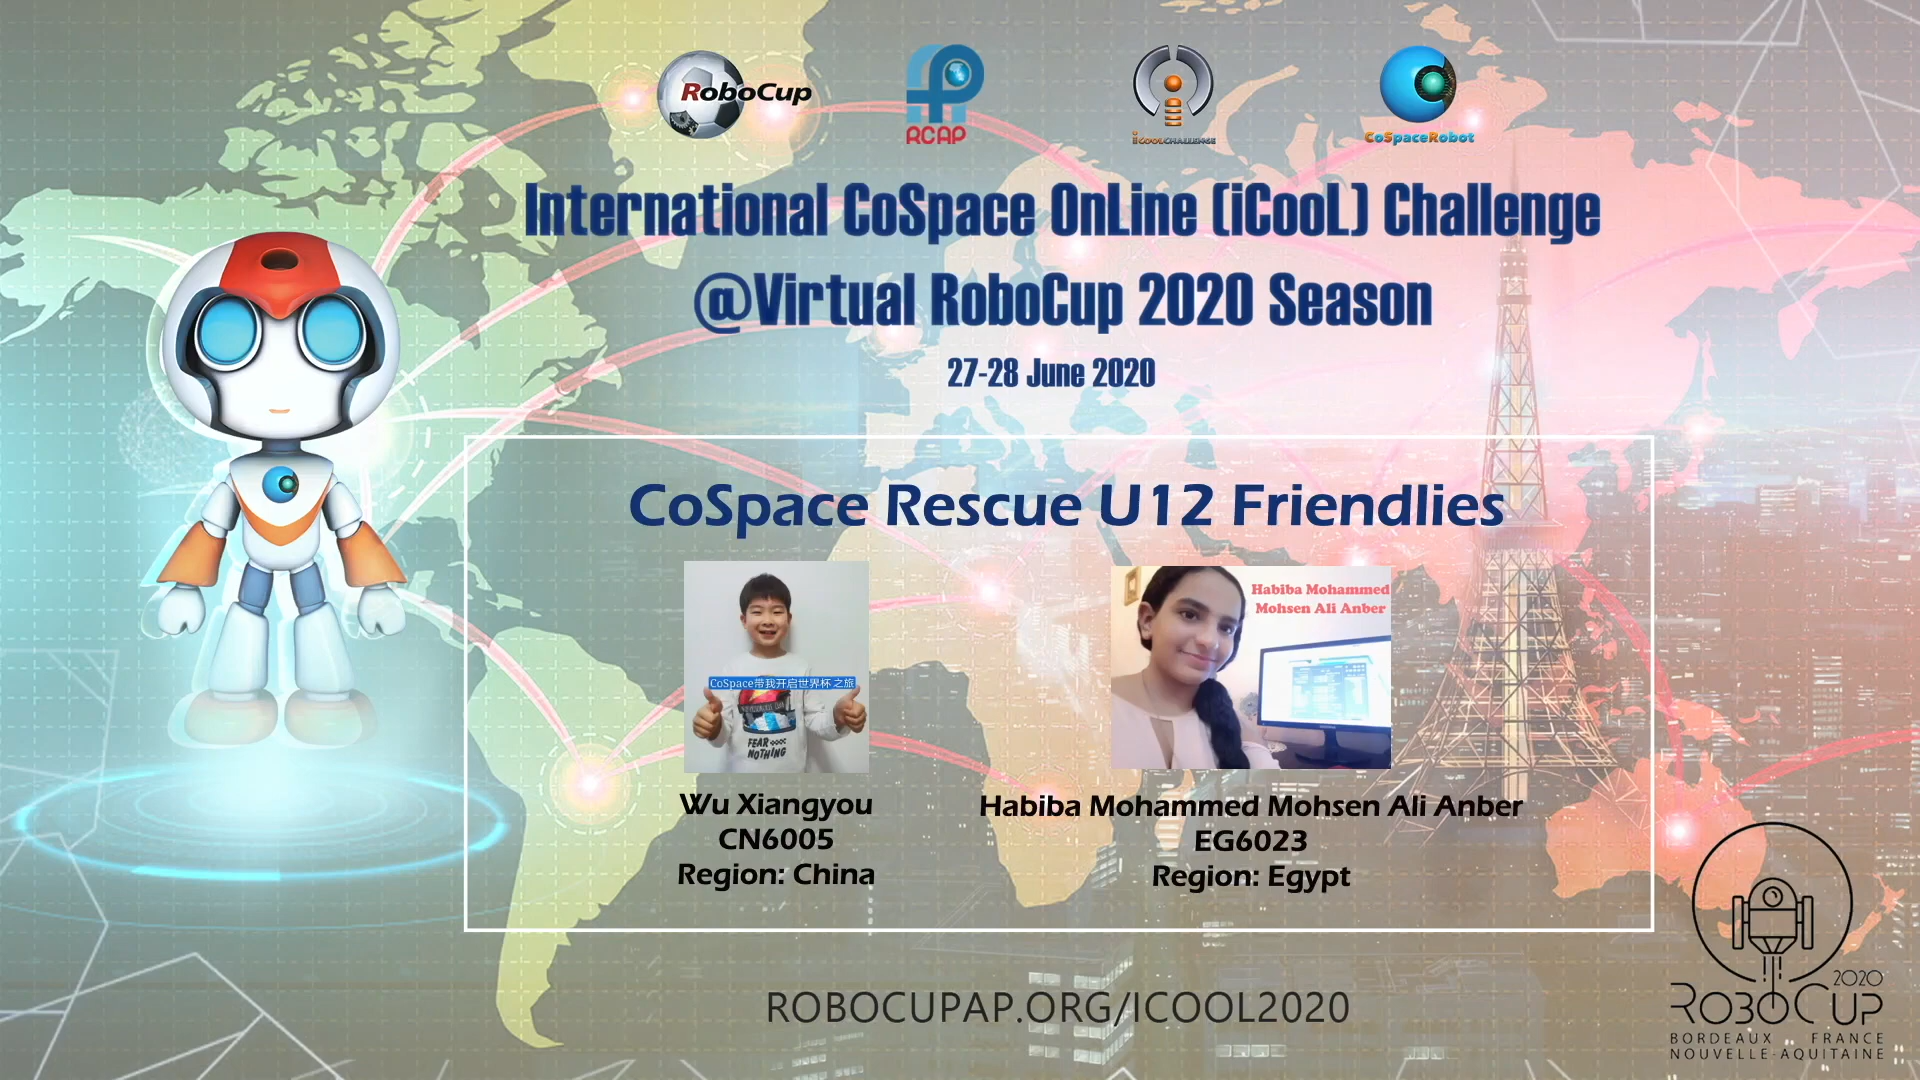 RoboCup
RCAP
iCOOLCHALLENGE
CoSpaceRobot
International CoSpace OnLine (iCooL) Challenge
@Virtual RoboCup 2020 Season
27-28 June 2020
CoSpace Rescue U12 Friendlies
CoSpace带我开启世界杯之旅
FEAR
NOTHING
Habiba Mohammed
Mohsen Ali Anber
Wu Xiangyou
CN6005
Region: China
Habiba Mohammed Mohsen Ali Anber
EG6023
Region: Egypt
ROBOCUPAP.ORG/ICOOL2020
2020
ROBOCUP
BORDEAUX FRANCE
NOUVELLE-AQUITAINE